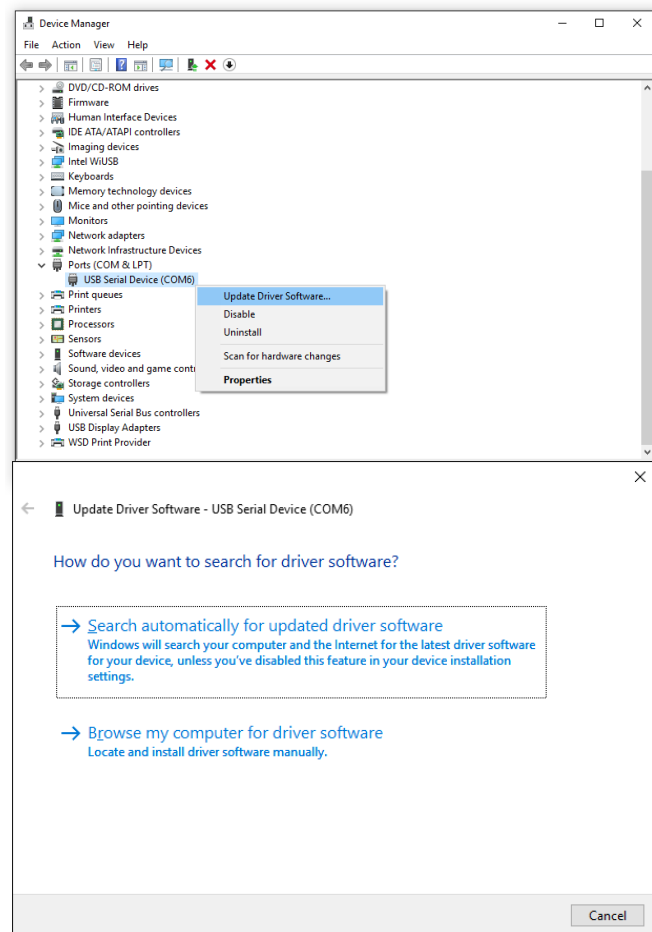 Device Manager
File Action View Help
DVD/CD-ROM drives
Firmware
Human Interface Devices
IDE ATA/ATAPI controllers
Imaging devices
Intel WiUSB
Keyboards
Memory technology devices
Mice and other pointing devices
Monitors
Network adapters
Network Infrastructure Devices
Ports (COM & LPT)
USB Serial Device (COM6)
Print queues
Printers
Processors
Sensors
Software devices
Sound, video and game cont
Storage controllers
System devices
Universal Serial Bus controllers
USB Display Adapters
WSD Print Provider
Update Driver Software...
Disable
Uninstall
Scan for hardware changes
Properties
Update Driver Software - USB Serial Device (COM6)
How do you want to search for driver software?
Search automatically for updated driver software
Windows will search your computer and the Internet for the latest driver software
for your device, unless you've disabled this feature in your device installation
settings.
Browse my computer for driver software
Locate and install driver software manually.
Cancel